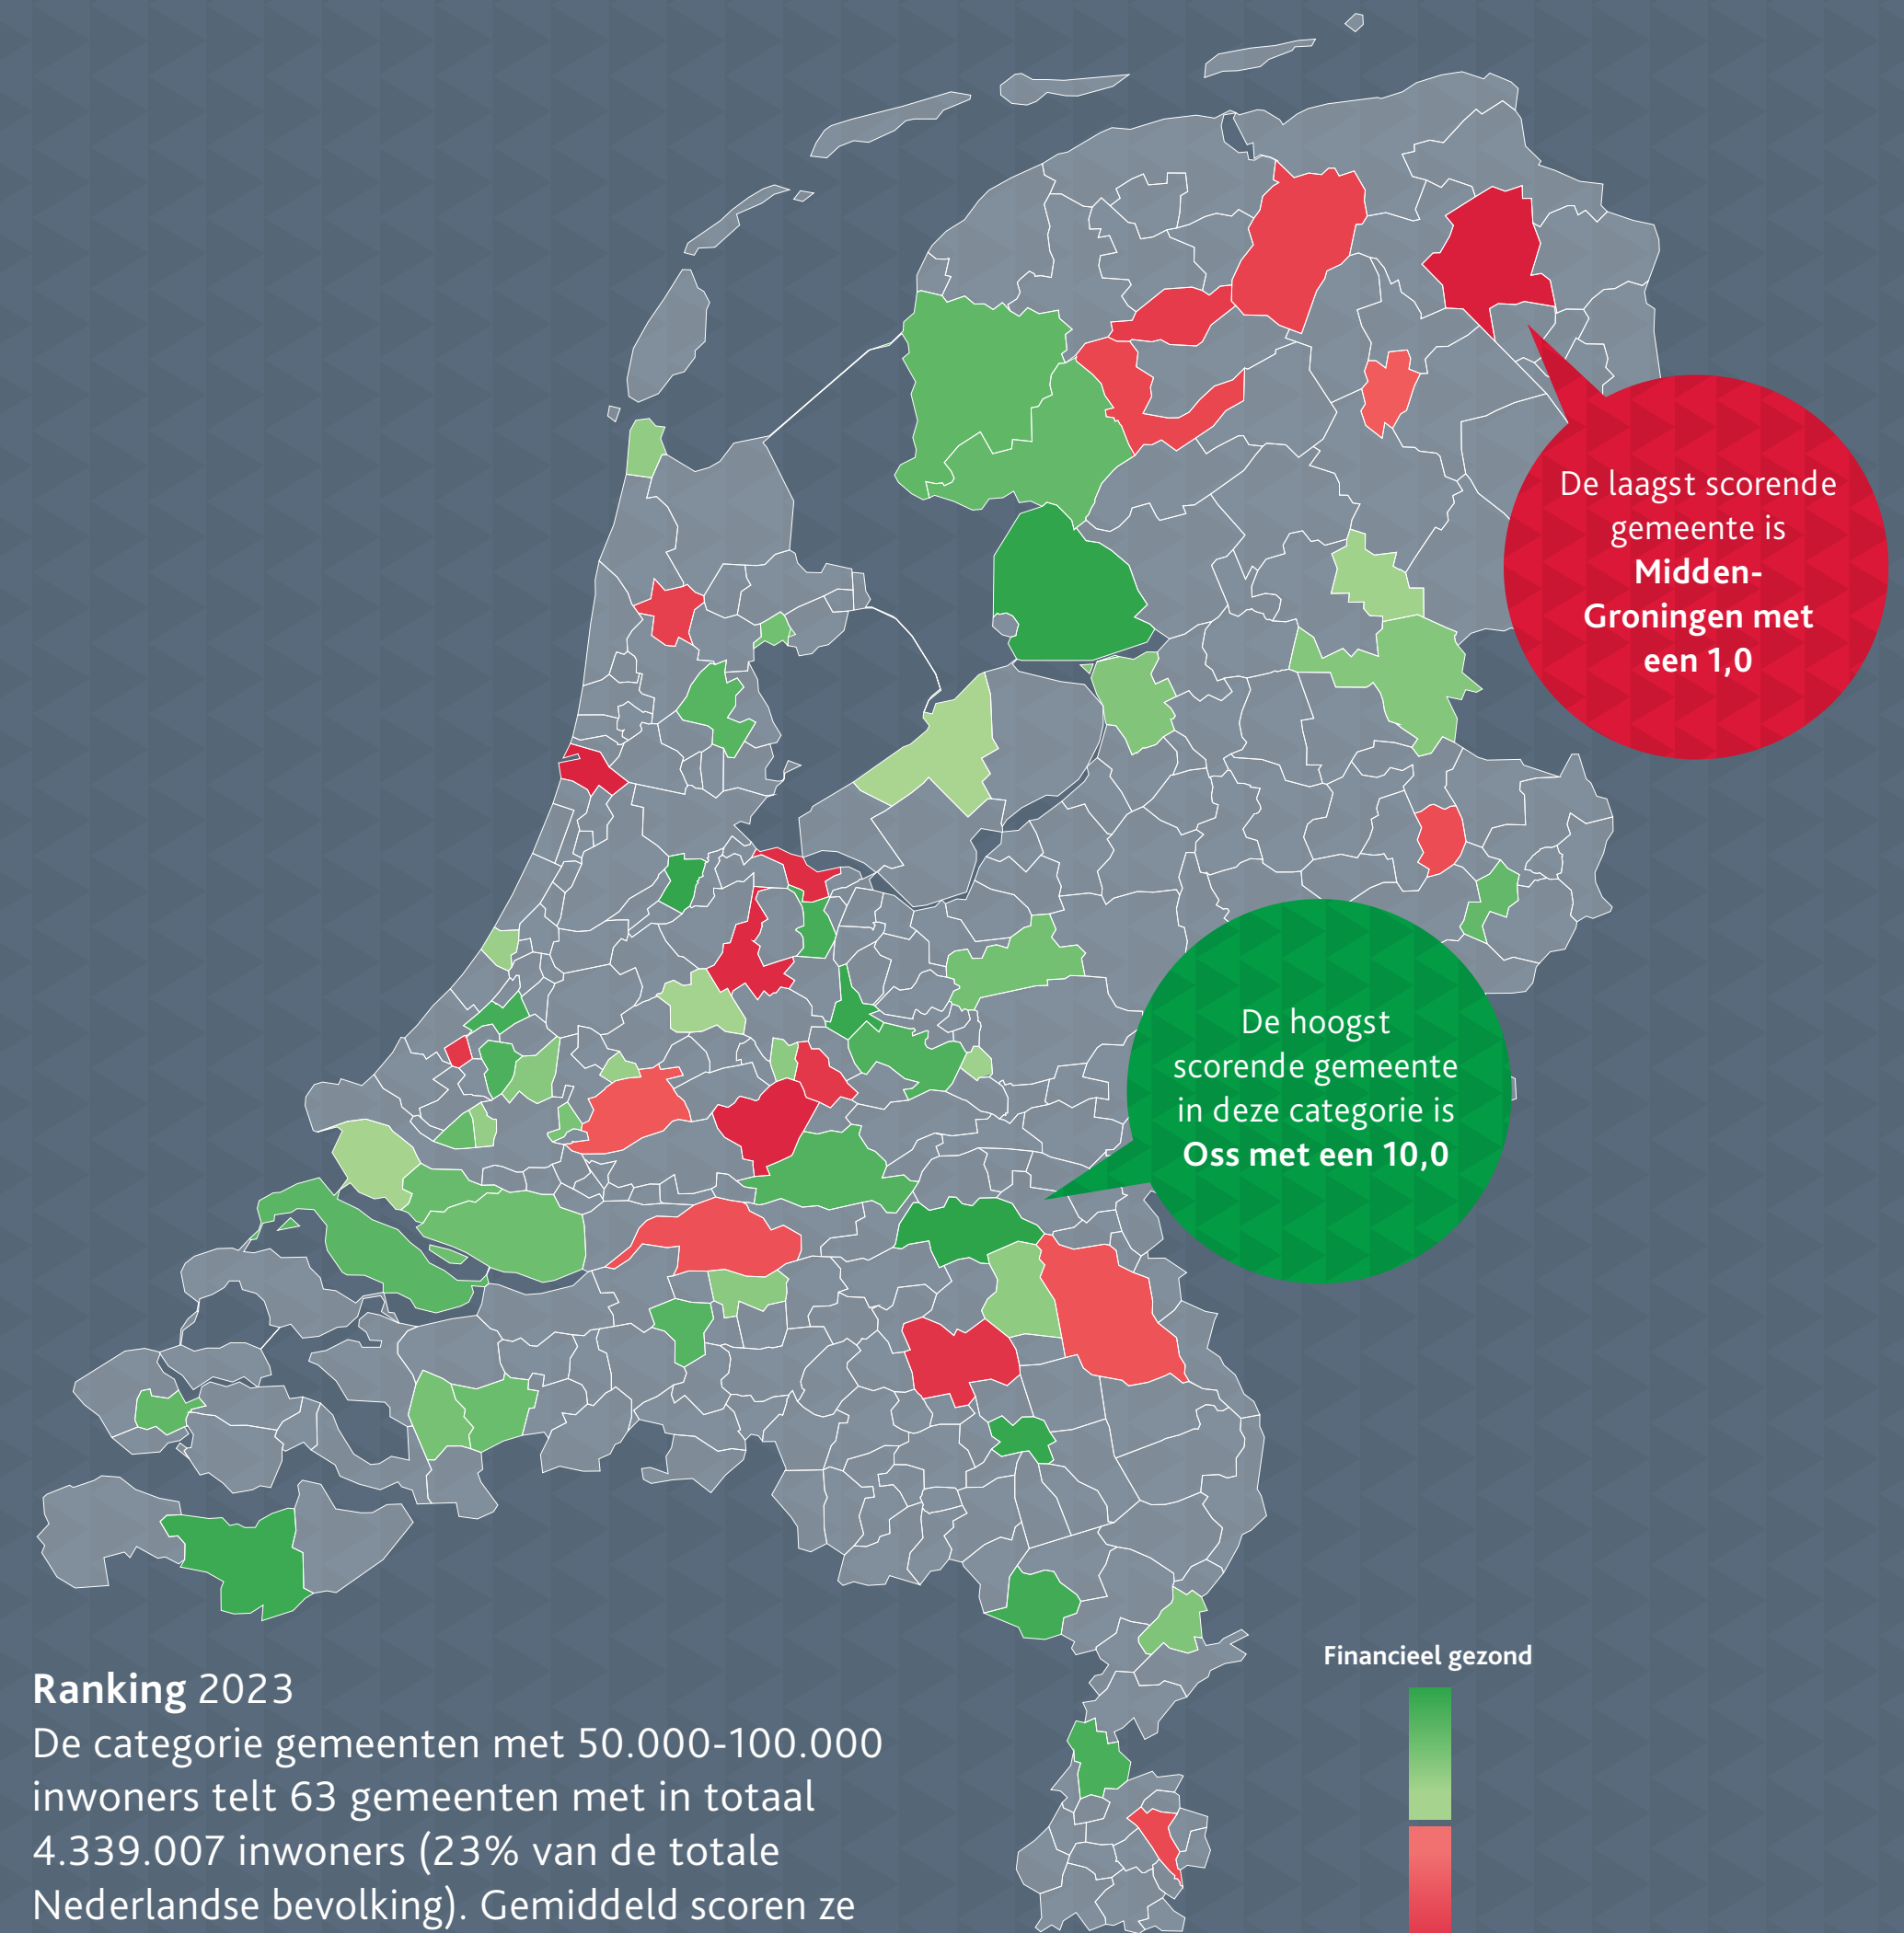 De laagst scorende
gemeente is
Midden-
Groningen met
een 1,0
De hoogst
scorende gemeente
in deze categorie is
Oss met een 10,0
Financieel gezond
Ranking 2023
De categorie gemeenten met 50.000-100.000
inwoners telt 63 gemeenten met in totaal
4.339.007 inwoners (23% van de totale
Nederlandse bevolking). Gemiddeld scoren ze